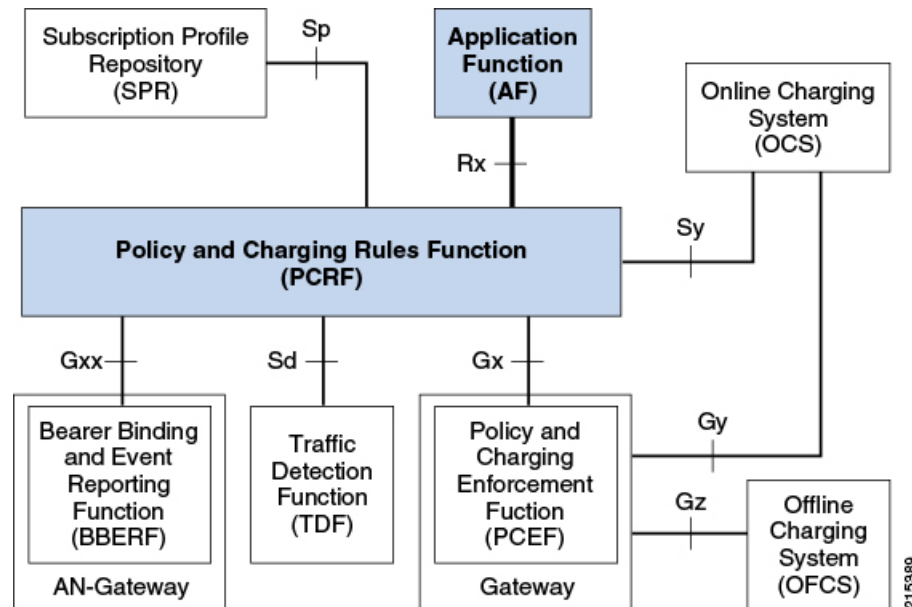 Subscription Profile
Repository
(SPR)
Sp
Application
Function
(AF)
Online Charging
System
(OCS)
Rx
Policy and Charging Rules Function
(PCRF)
Sy
Gxx
Sd
Gx
Bearer Binding
and Event
Reporting
Function
(BBERF)
AN-Gateway
Traffic
Detection
Function
(TDF)
Policy and
Charging
Enforcement
Fuction
(PCEF)
Gateway
Gy
Gz
Offline
Charging
System
(OFCS)
215389